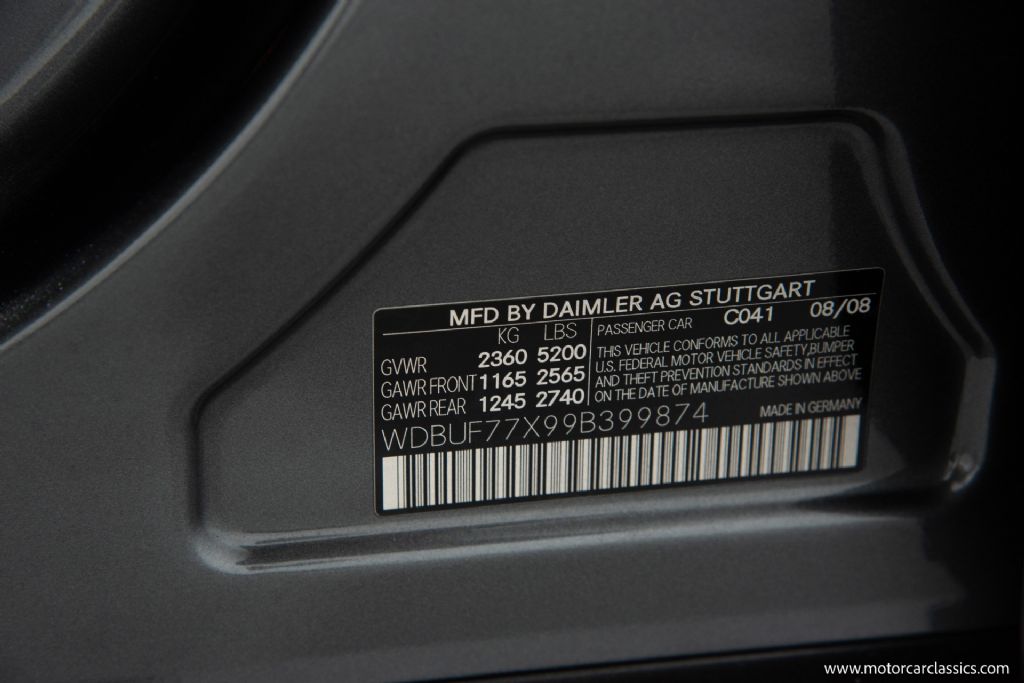 MFD BY DAIMLER AG STUTTGART
KG LBS
GVWR 2360 5200
GAWR FRONT 1165 2565
GAWR REAR 1245 2740
PASSENGER CAR C041 08/08
THIS VEHICLE CONFORMS TO ALL APPLICABLE
U.S. FEDERAL MOTOR VEHICLE SAFETY,BUMPER
AND THEFT PREVENTION STANDARDS IN EFFECT
ON THE DATE OF MANUFACTURE SHOWN ABOVE
WDBUF77X99B399874
MADE IN GERMANY
www.motorcarclassics.com